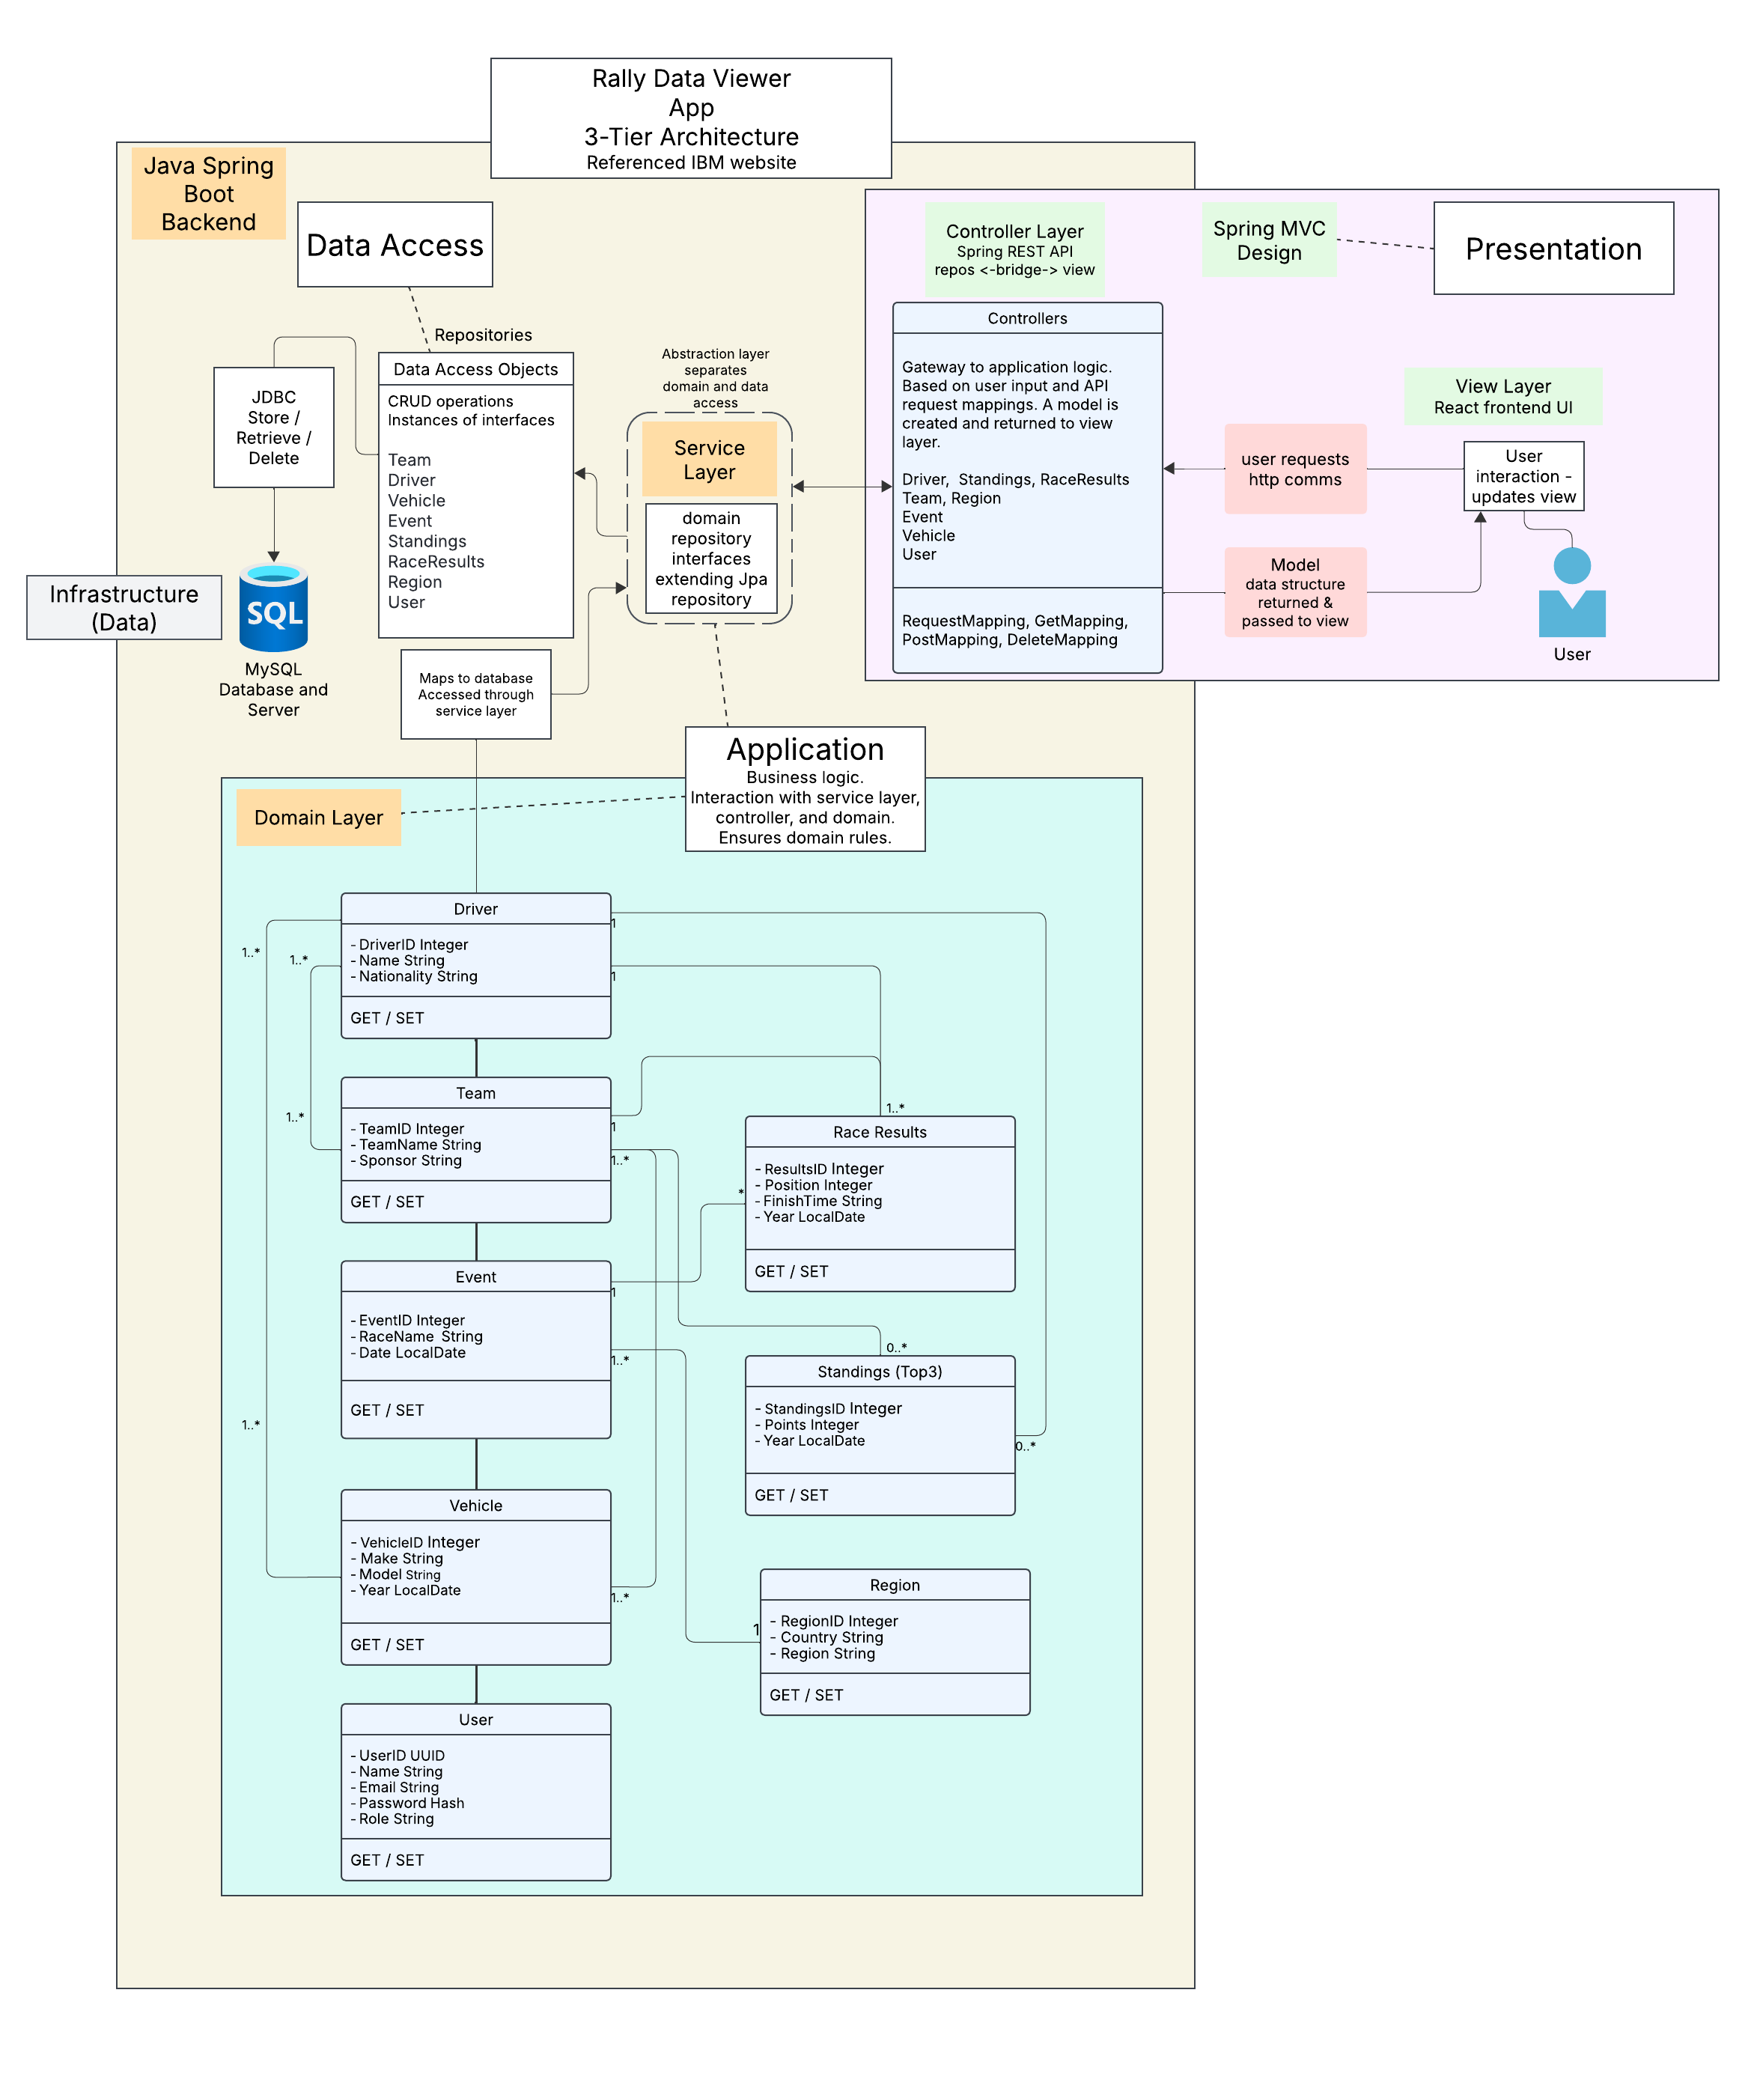 Rally Data Viewer
App
3-Tier Architecture
Referenced IBM website
Java Spring
Boot
Backend
Data Access
Controller Layer
Spring REST API
repos <-bridge-> view
Spring MVC
Design
Presentation
Repositories
Data Access Objects
CRUD operations
Instances of interfaces
Team
Driver
Vehicle
Event
Standings
RaceResults
Region
User
JDBC
Store /
Retrieve /
Delete
SQL
MySQL
Database and
Server
Infrastructure
(Data)
Abstraction layer
separates
domain and data
access
Service
Layer
domain
repository
interfaces
extending Jpa
repository
Controllers
Gateway to application logic.
Based on user input and API
request mappings. A model is
created and returned to view
layer.
Driver,  Standings, RaceResults
Team, Region
Event
Vehicle
User
RequestMapping, GetMapping,
PostMapping, DeleteMapping
View Layer
React frontend UI
user requests
http comms
User
interaction -
updates view
Model
data structure
returned &
passed to view
User
Maps to database
Accessed through
service layer
Application
Business logic.
Interaction with service layer,
controller, and domain.
Ensures domain rules.
Domain Layer
Driver
- DriverID Integer
- Name String
- Nationality String
GET / SET
1..*
1..*
1
1
Team
- TeamID Integer
- TeamName String
- Sponsor String
GET / SET
1..*
1
1..*
1..*
Race Results
- ResultsID Integer
- Position Integer
- FinishTime String
- Year LocalDate
GET / SET
*
Event
- EventID Integer
- RaceName  String
- Date LocalDate
GET / SET
1
1..*
0..*
Standings (Top3)
- StandingsID Integer
- Points Integer
- Year LocalDate
GET / SET
0..*
1..*
Vehicle
- VehicleID Integer
- Make String
- Model String
- Year LocalDate
GET / SET
1..*
Region
- RegionID Integer
- Country String
- Region String
GET / SET
1
User
- UserID UUID
- Name String
- Email String
- Password Hash
- Role String
GET / SET